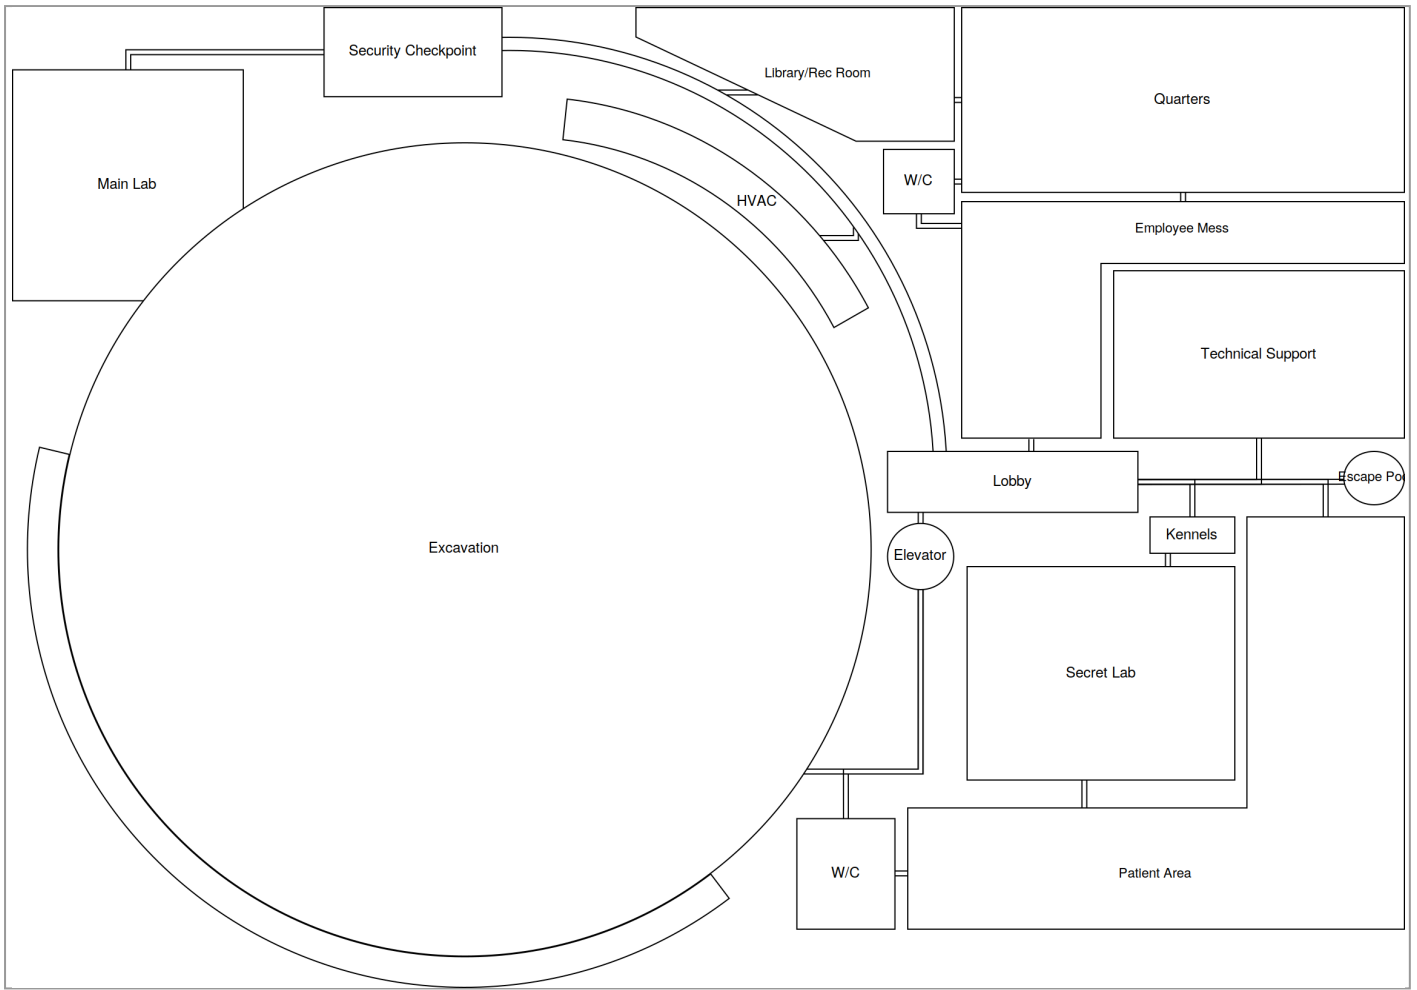 Security Checkpoint
Library/Rec Room
Quarters
Main Lab
W/C
HVAC
Employee Mess
Technical Support
Lobby
Escape Po
Kennels
Excavation
Elevator
Secret Lab
W/C
Patient Area